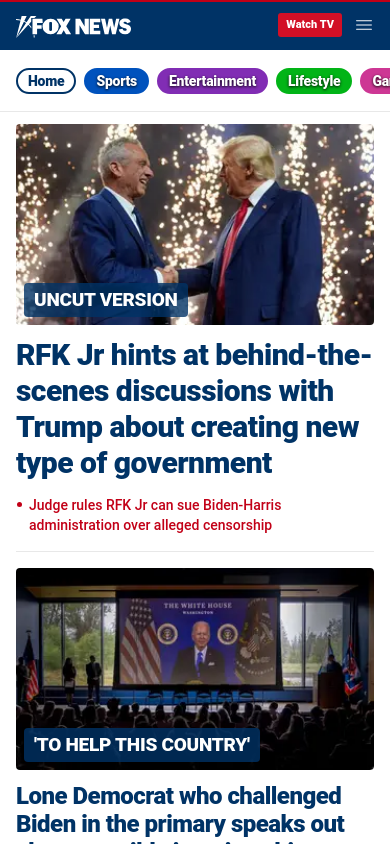 FOX NEWS
Watch TV
Home
Sports
Entertainment
Lifestyle
UNCUT VERSION
RFK Jr hints at behind-the-
scenes discussions with
Trump about creating new
type of government
Judge rules RFK Jr can sue Biden-Harris
administration over alleged censorship
THE WHITE HOUSE
WASHINGTON
'TO HELP THIS COUNTRY'
Lone Democrat who challenged
Biden in the primary speaks out